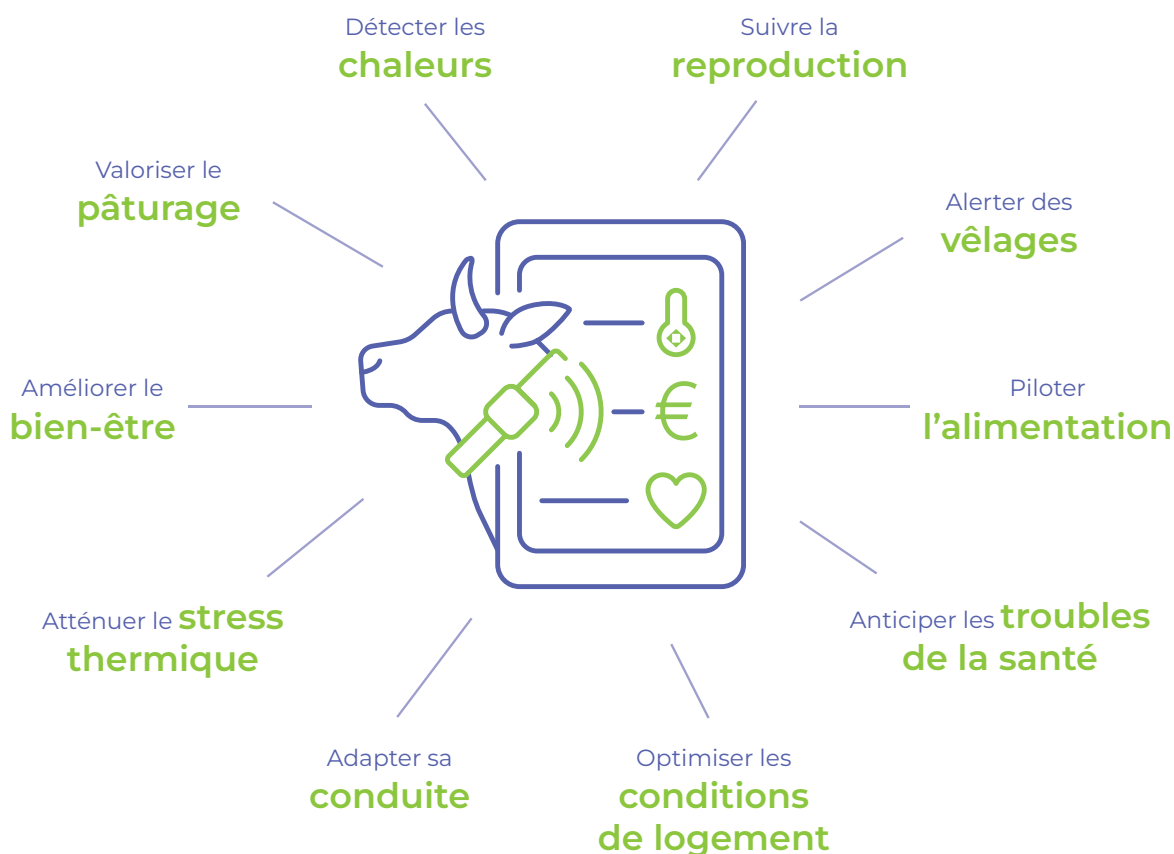 Détecter les
chaleurs
Suivre la
reproduction
Valoriser le
pâturage
Alerter des
vêlages
Améliorer le
bien-être
€
Piloter
l’alimentation
Atténuer le stress
thermique
Anticiper les troubles
de la santé
Adapter sa
conduite
Optimiser les
conditions
de logement